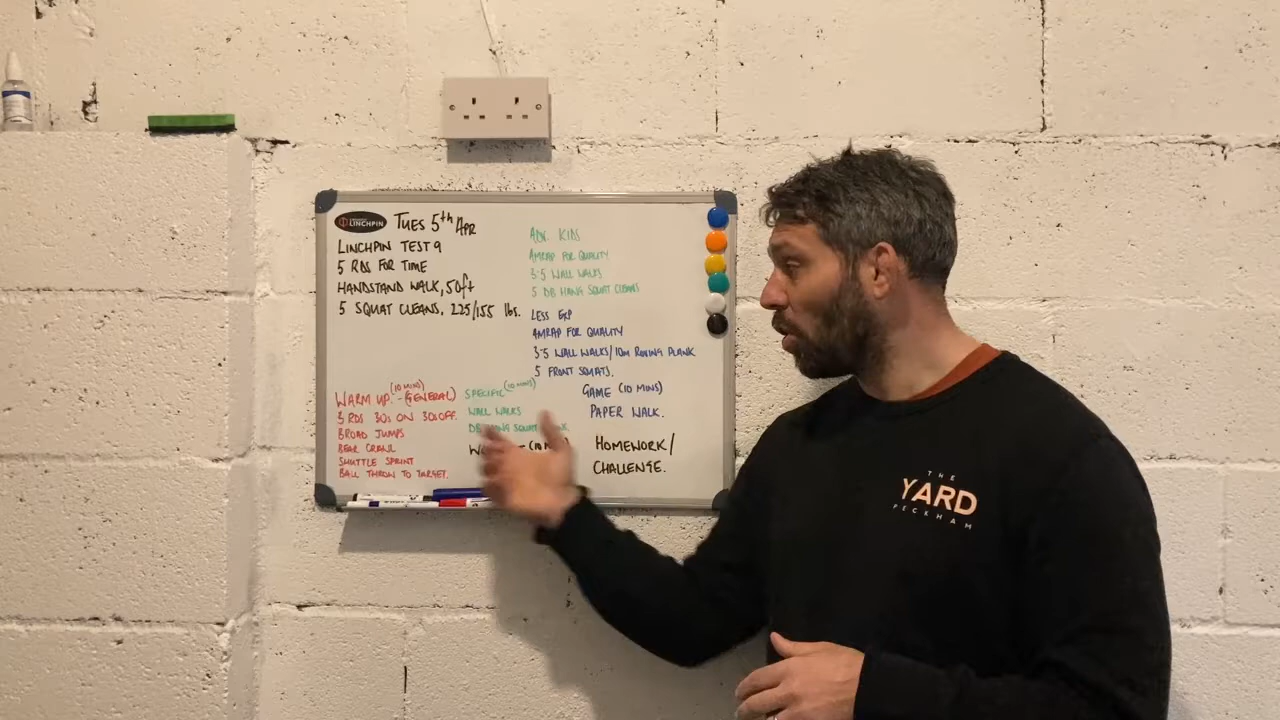 LINCHPIN
TUES 5th APR
LINCHPIN TEST 9
5 RDS FOR TIME
HANDSTAND WALK, 50ft
5 SQUAT CLEANS, 225/155 lbs.
ADV. KIDS
AMRAP FOR QUALITY
3-5 WALL WALKS
5 DB HANG SQUAT CLEANS
LESS EXP
AMRAP FOR QUALITY
3-5 WALL WALKS/10m ROVING PLANK
5 FRONT SQUATS.
WARM UP - (GENERAL) (10 MINS)
3 RDS 30s ON 30s OFF.
BROAD JUMPS
BEAR CRAWL
SHUTTLE SPRINT
BALL THROW TO TARGET.
SPECIFIC (10 MINS)
WALL WALKS
DB HANG SQUAT
GAME (10 MINS)
PAPER WALK.
HOMEWORK/
CHALLENGE.
THE
YARD
PECKHAM